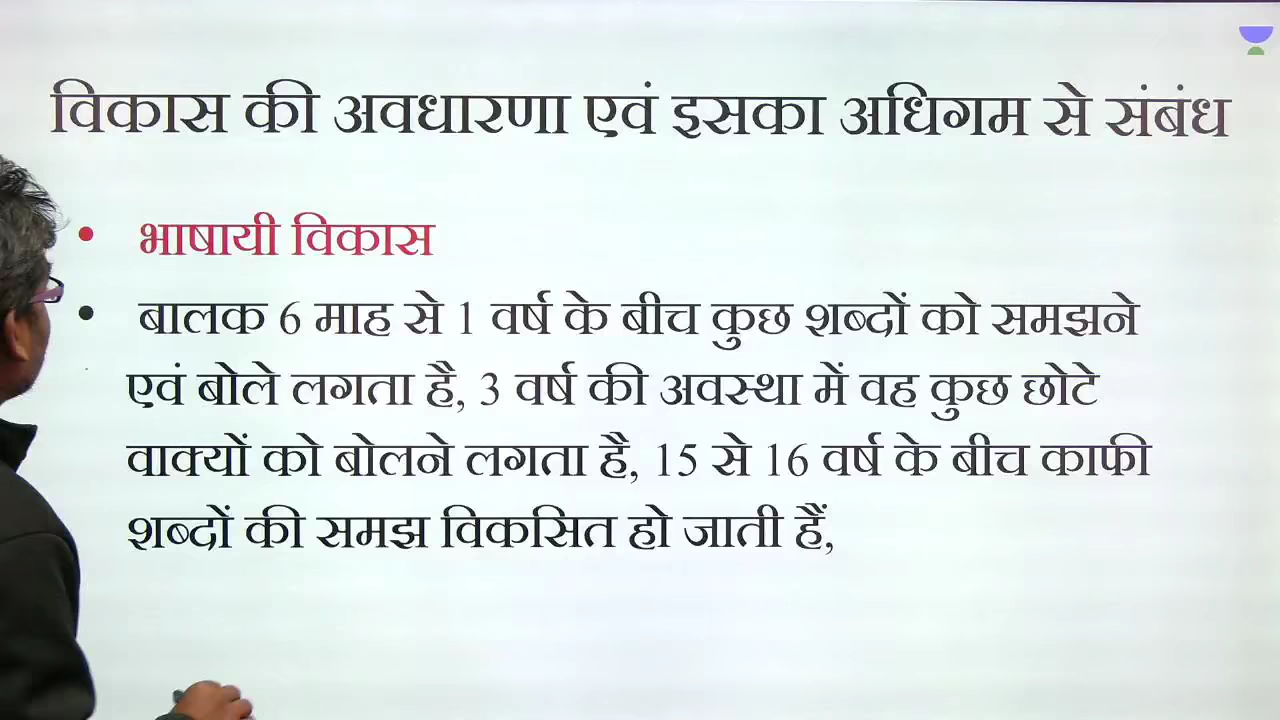 विकास की अवधारणा एवं इसका अधिगम से संबंध
• भाषायी विकास
• बालक 6 माह से 1 वर्ष के बीच कुछ शब्दों को समझने
एवं बोले लगता है, 3 वर्ष की अवस्था में वह कुछ छोटे
वाक्यों को बोलने लगता है, 15 से 16 वर्ष के बीच काफी
शब्दों की समझ विकसित हो जाती हैं,